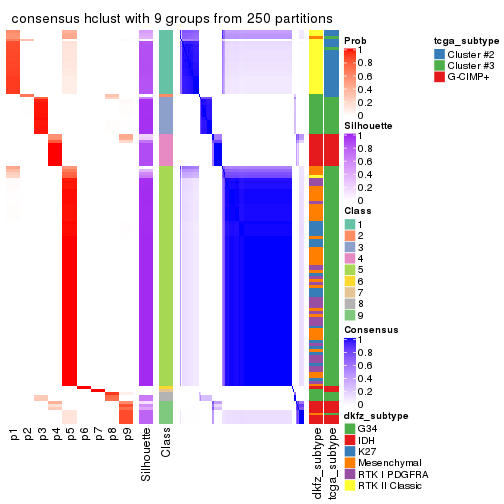 consensus hclust with 9 groups from 250 partitions
Prob
1
0.8
0.6
0.4
0.2
0
Silhouette
1
0.8
0.6
0.4
0.2
0
Class
1
2
3
4
5
6
7
8
9
Consensus
1
0.8
0.6
0.4
0.2
0
dkfz_subtype
G34
IDH
K27
Mesenchymal
RTK I PDGFRA
RTK II Classic
tcga_subtype
Cluster #2
Cluster #3
G-CIMP+
p1
p2
p3
p4
p5
p6
p7
p8
p9
Silhouette
Class
dkfz_subtype
tcga_subtype